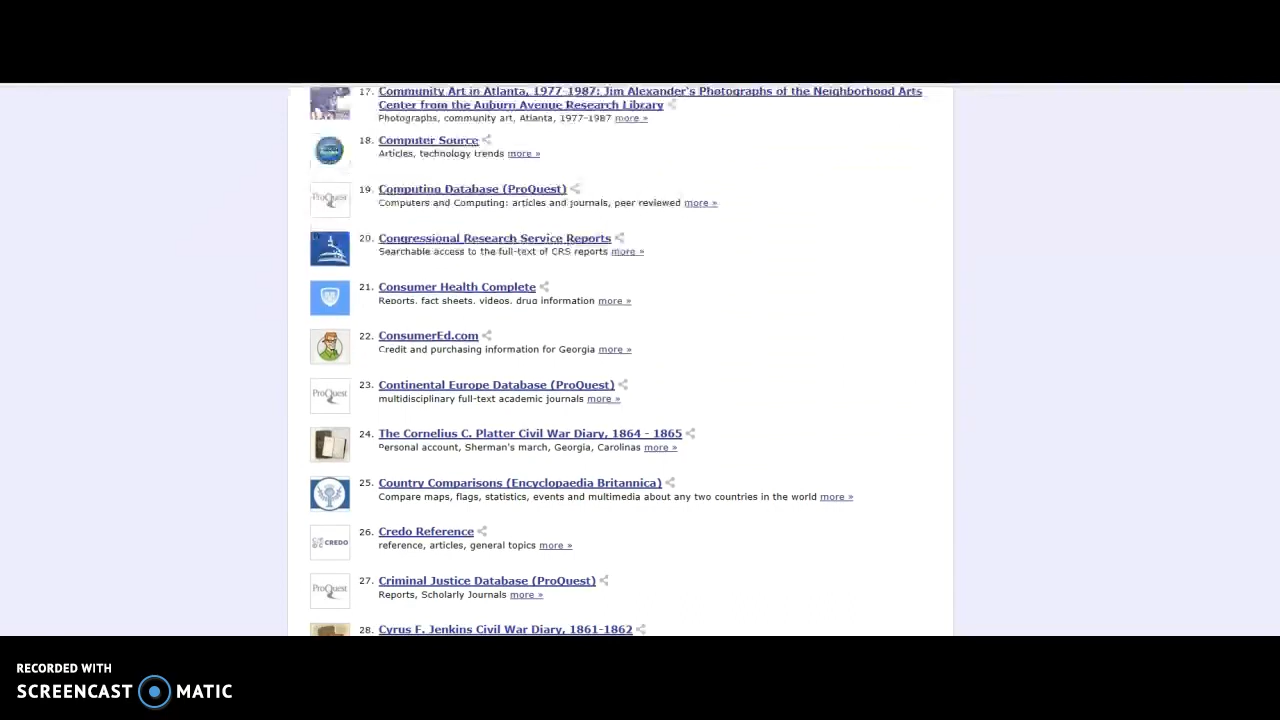 17. Community Art in Atlanta, 1977-1987: Jim Alexander's Photographs of the Neighborhood Arts
Center from the Auburn Avenue Research Library
Photographs, community art, Atlanta, 1977-1987 more »
18. Computer Source
Articles, technology trends more »
ProQuest
19. Computing Database (ProQuest)
Computers and Computing: articles and journals, peer reviewed more »
20. Congressional Research Service Reports
Searchable access to the full-text of CRS reports more »
21. Consumer Health Complete
Reports, fact sheets, videos, drug information more »
22. ConsumerEd.com
Credit and purchasing information for Georgia more »
ProQuest
23. Continental Europe Database (ProQuest)
multidisciplinary full-text academic journals more »
24. The Cornelius C. Platter Civil War Diary, 1864 - 1865
Personal account, Sherman's march, Georgia, Carolinas more »
25. Country Comparisons (Encyclopaedia Britannica)
Compare maps, flags, statistics, events and multimedia about any two countries in the world more »
CREDO
26. Credo Reference
reference, articles, general topics more »
ProQuest
27. Criminal Justice Database (ProQuest)
Reports, Scholarly Journals more »
28. Cyrus F. Jenkins Civil War Diary, 1861-1862
RECORDED WITH
SCREENCAST MATIC